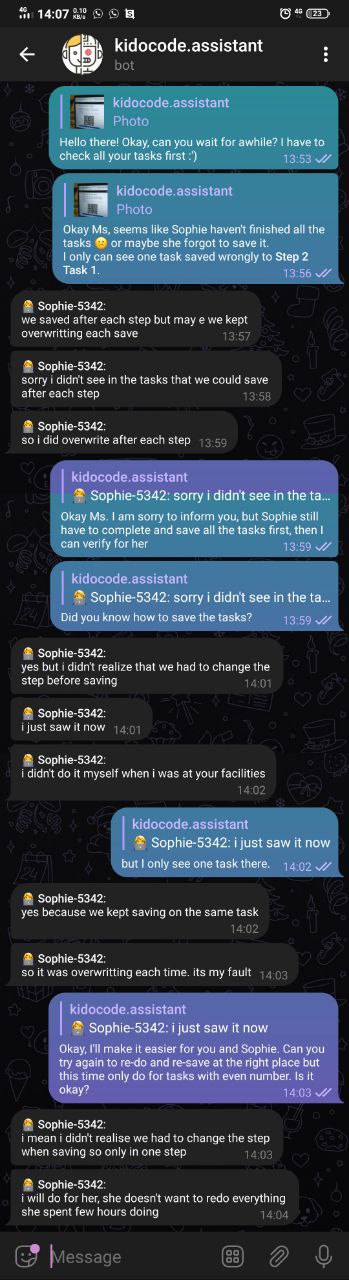 4G 14:07 0.10 KB/s 4G 23
kidocode.assistant
bot
kidocode.assistant
Photo
Hello there! Okay, can you wait for awhile? I have to
check all your tasks first :')
13:53
kidocode.assistant
Photo
Okay Ms, seems like Sophie haven't finished all the
tasks 😕 or maybe she forgot to save it.
I only can see one task saved wrongly to Step 2
Task 1.
13:56
Sophie-5342:
we saved after each step but may e we kept
overwritting each save
13:57
Sophie-5342:
sorry i didn't see in the tasks that we could save
after each step
13:58
Sophie-5342:
so i did overwrite after each step 13:59
kidocode.assistant
Sophie-5342: sorry i didn't see in the ta...
Okay Ms. I am sorry to inform you, but Sophie still
have to complete and save all the tasks first, then I
can verify for her
13:59
kidocode.assistant
Sophie-5342: sorry i didn't see in the ta...
Did you know how to save the tasks?
13:59
Sophie-5342:
yes but i didn't realize that we had to change the
step before saving
14:01
Sophie-5342:
i just saw it now 14:01
Sophie-5342:
i didn't do it myself when i was at your facilities
14:02
kidocode.assistant
Sophie-5342: i just saw it now
but I only see one task there. 14:02
Sophie-5342:
yes because we kept saving on the same task
14:02
Sophie-5342:
so it was overwritting each time. its my fault 14:03
kidocode.assistant
Sophie-5342: i just saw it now
Okay, I'll make it easier for you and Sophie. Can you
try again to re-do and re-save at the right place but
this time only do for tasks with even number. Is it
okay?
14:03
Sophie-5342:
i mean i didn't realise we had to change the step
when saving so only in one step
14:03
Sophie-5342:
i will do for her, she doesn't want to redo everything
she spent few hours doing
14:04
Message